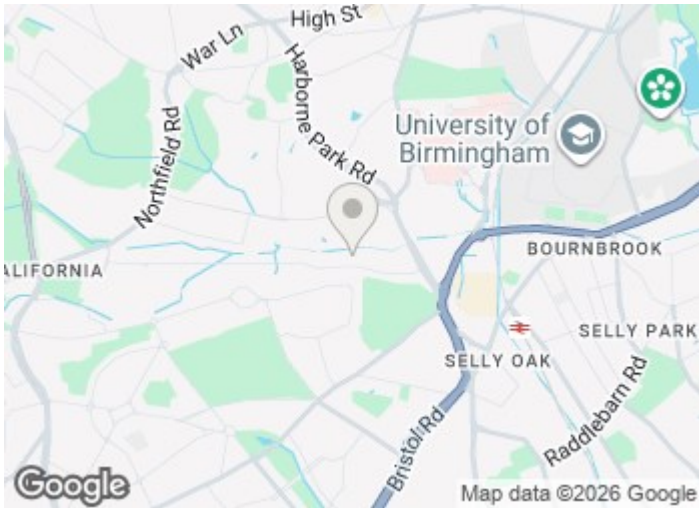 High St
War Ln
Harborne Park Rd
Northfield Rd
University of
Birmingham
BOURNBROOK
ALIFORNIA
SELLY PARK
SELLY OAK
Raddlebarn Rd
Bristol Rd
Google
Map data ©2026 Google